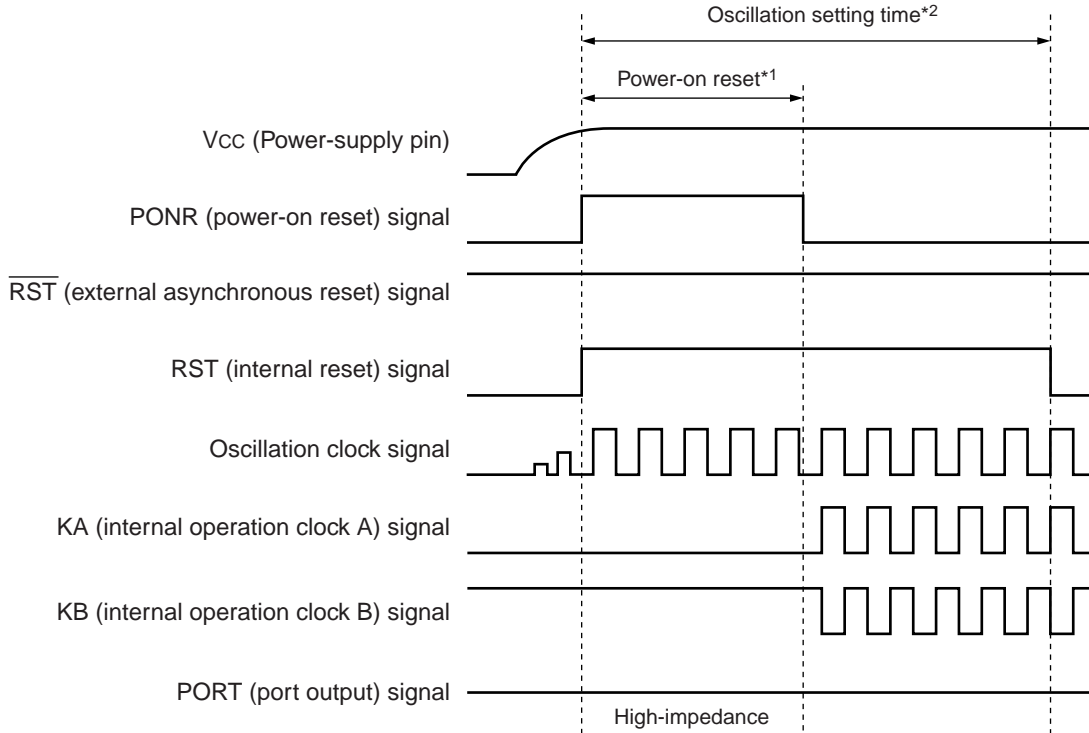 Oscillation setting time*2
Power-on reset*1
VCC (Power-supply pin)
PONR (power-on reset) signal
RST (external asynchronous reset) signal
RST (internal reset) signal
Oscillation clock signal
KA (internal operation clock A) signal
KB (internal operation clock B) signal
PORT (port output) signal
High-impedance